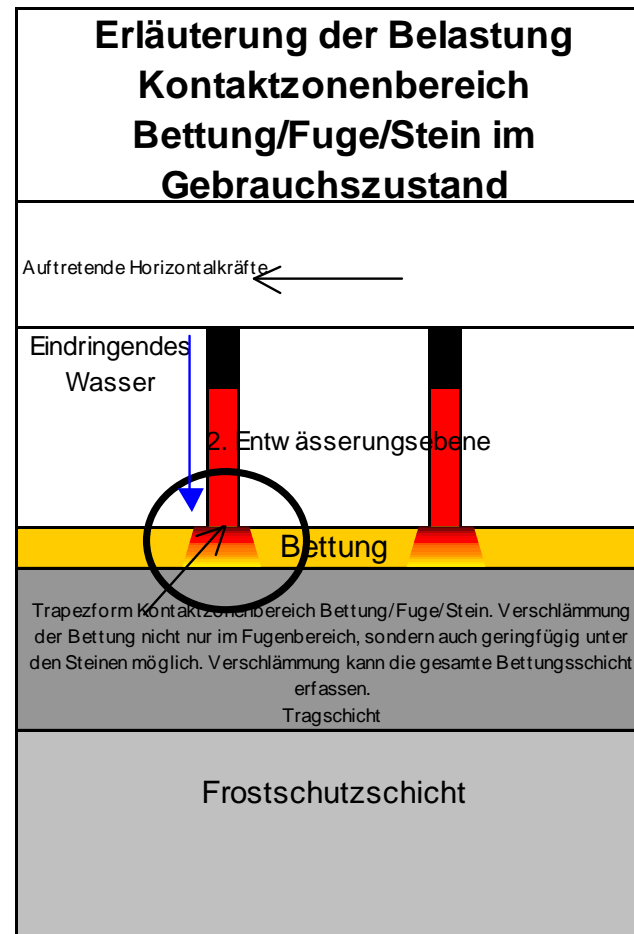 Erläuterung der Belastung
Kontaktzonenbereich
Bettung/Fuge/Stein im
Gebrauchszustand
Auftretende Horizontalkräfte
Eindringendes
Wasser
2. Entwässerungsebene
Bettung
Trapezform Kontaktzonenbereich Bettung/Fuge/Stein. Verschlämmung
der Bettung nicht nur im Fugenbereich, sondern auch geringfügig unter
den Steinen möglich. Verschlämmung kann die gesamte Bettungsschicht
erfassen.
Tragschicht
Frostschutzschicht